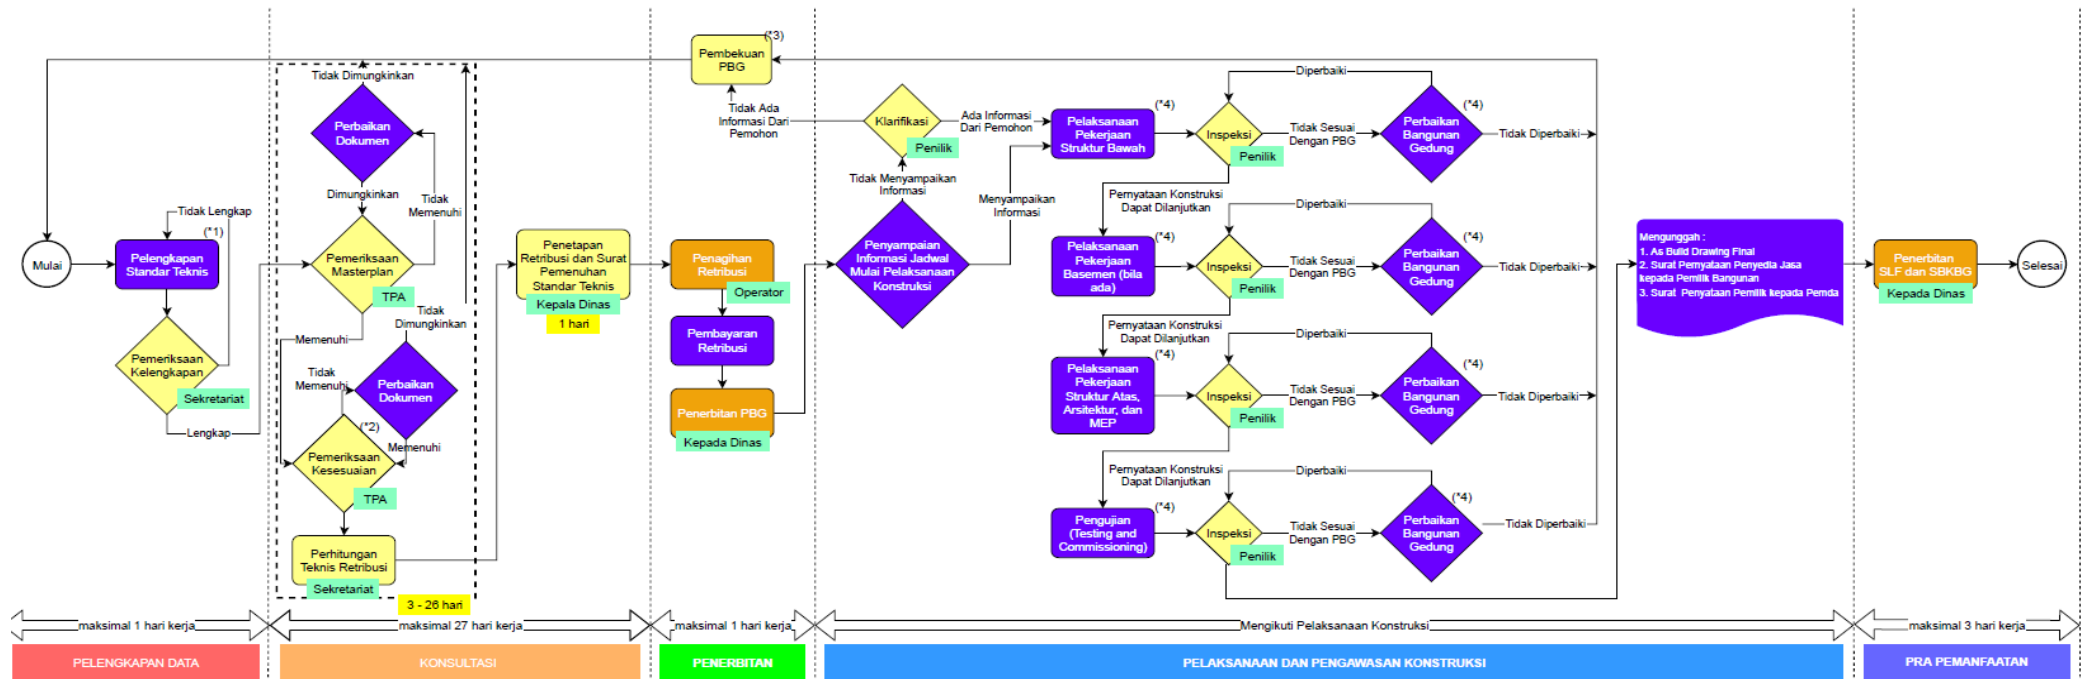 Mulai
Tidak Lengkap
(*1)
Pelengkapan
Standar Teknis
Pemeriksaan
Kelengkapan
Sekretariat
Lengkap
Tidak Dimungkinkan
Perbaikan
Dokumen
Dimungkinkan
Tidak
Memenuhi
Pemeriksaan
Masterplan
TPA
Memenuhi
Tidak
Dimungkinkan
Tidak
Memenuhi
Perbaikan
Dokumen
(*2)
Memenuhi
Pemeriksaan
Kesesuaian
TPA
Perhitungan
Teknis Retribusi
Sekretariat
3 - 26 hari
Penetapan
Retribusi dan Surat
Pemenuhan
Standar Teknis
Kepala Dinas
1 hari
(*3)
Pembekuan
PBG
Tidak Ada
Informasi Dari
Pemohon
Penagihan
Retribusi
Operator
Pembayaran
Retribusi
Penerbitan PBG
Kepada Dinas
Klarifikasi
Penilik
Ada Informasi
Dari Pemohon
Tidak Menyampaikan
Informasi
Menyampaikan
Informasi
Penyampaian
Informasi Jadwal
Mulai Pelaksanaan
Konstruksi
Diperbaiki
(*4)
Pelaksanaan
Pekerjaan
Struktur Bawah
Inspeksi
Penilik
Tidak Sesuai
Dengan PBG
(*4)
Perbaikan
Bangunan
Gedung
Tidak Diperbaiki
Pernyataan Konstruksi
Dapat Dilanjutkan
Diperbaiki
(*4)
Pelaksanaan
Pekerjaan
Basemen (bila
ada)
Inspeksi
Penilik
Tidak Sesuai
Dengan PBG
(*4)
Perbaikan
Bangunan
Gedung
Tidak Diperbaiki
Pernyataan Konstruksi
Dapat Dilanjutkan
Diperbaiki
(*4)
Pelaksanaan
Pekerjaan
Struktur Atas,
Arsitektur, dan
MEP
Inspeksi
Penilik
Tidak Sesuai
Dengan PBG
(*4)
Perbaikan
Bangunan
Gedung
Tidak Diperbaiki
Pernyataan Konstruksi
Dapat Dilanjutkan
Diperbaiki
(*4)
Pengujian
(Testing and
Commissioning)
Inspeksi
Penilik
Tidak Sesuai
Dengan PBG
(*4)
Perbaikan
Bangunan
Gedung
Tidak Diperbaiki
Mengunggah :
1. As Build Drawing Final
2. Surat Pernyataan Penyedia Jasa
kepada Pemilik Bangunan
3. Surat Penyataan Pemilik kepada Pemda
Penerbitan
SLF dan SBKBG
Kepada Dinas
Selesai
maksimal 1 hari kerja
maksimal 27 hari kerja
maksimal 1 hari kerja
Mengikuti Pelaksanaan Konstruksi
maksimal 3 hari kerja
PELENGKAPAN DATA
KONSULTASI
PENERBITAN
PELAKSANAAN DAN PENGAWASAN KONSTRUKSI
PRA PEMANFAATAN